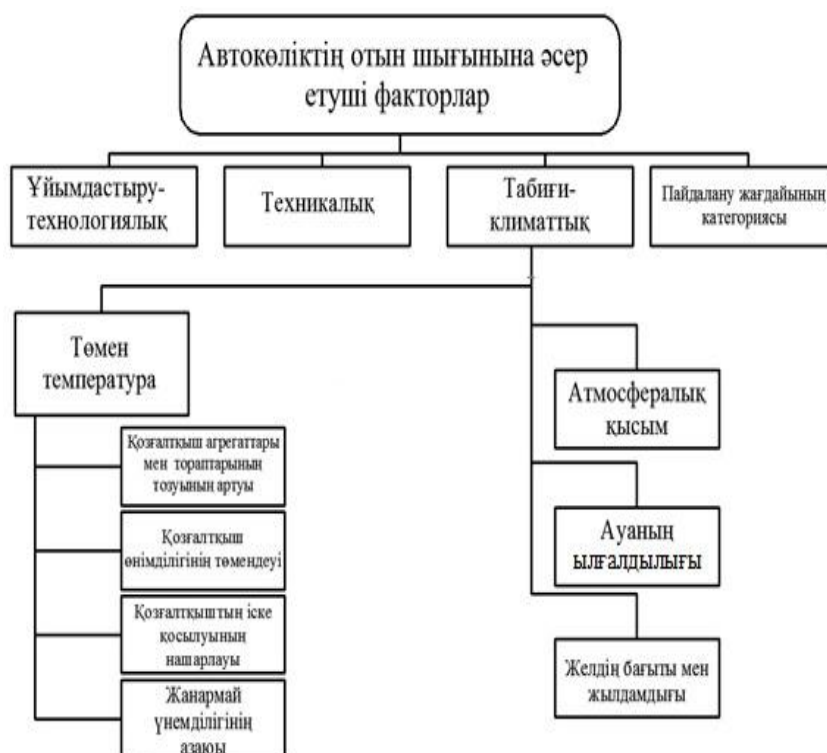 Автокөліктің отын шығынына әсер
етуші факторлар
Ұйымдастыру-
технологиялық
Техникалық
Табиғи-
климаттық
Пайдалану жағдайының
категориясы
Төмен
температура
Қозғалтқыш агрегаттары
мен тораптарының
тозуының артуы
Қозғалтқыш
өнімділігінің төмендеуі
Қозғалтқыштың іске
қосылуының
нашарлауы
Жанармай
үнемділігінің
азаюы
Атмосфералық
қысым
Ауаның
ылғалдылығы
Желдің бағыты мен
жылдамдығы